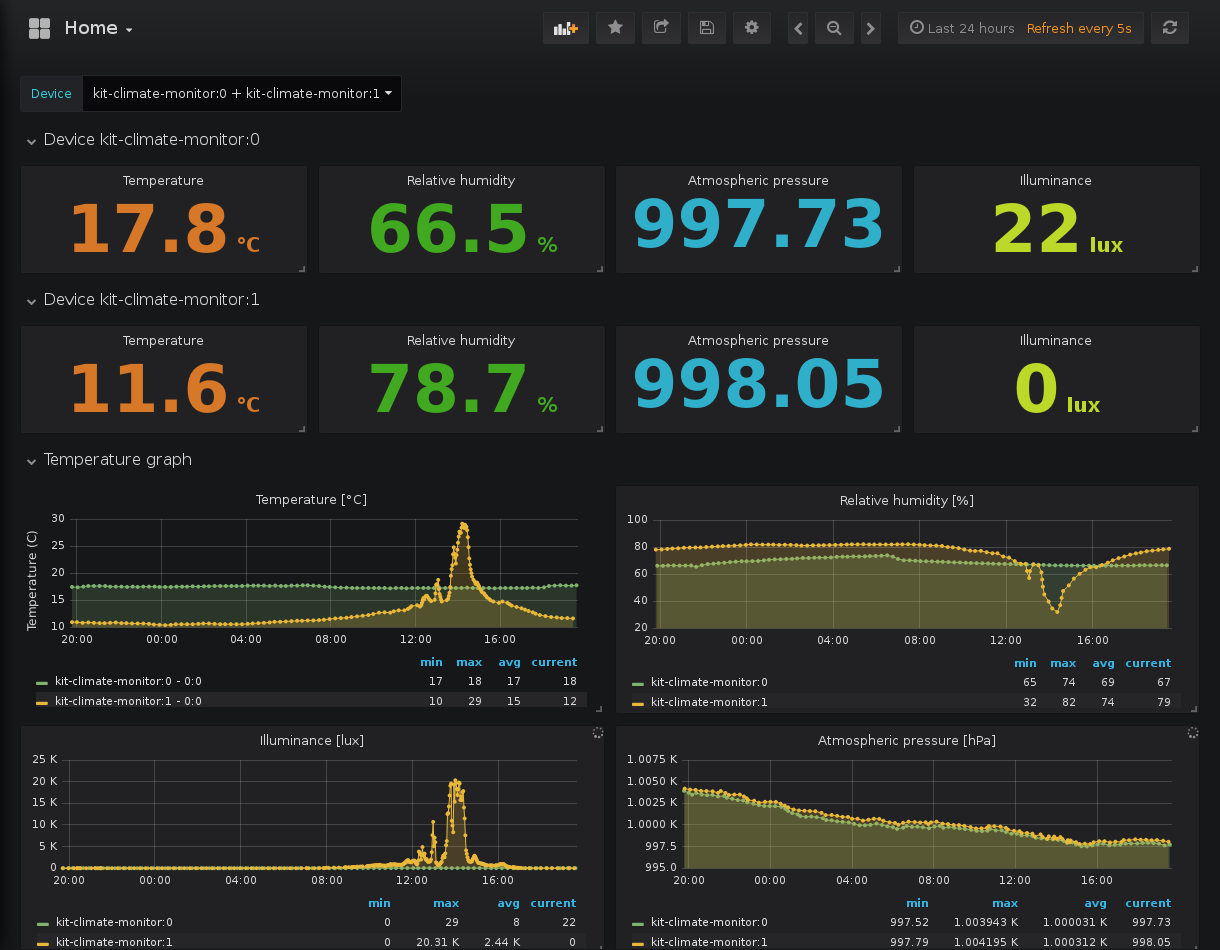 Home
Last 24 hours Refresh every 5s
Device kit-climate-monitor:0 + kit-climate-monitor:1
Device kit-climate-monitor:0
Temperature Relative humidity Atmospheric pressure Illuminance
17.8 °C 66.5 % 997.73 22 lux
Device kit-climate-monitor:1
Temperature Relative humidity Atmospheric pressure Illuminance
11.6 °C 78.7 % 998.05 0 lux
Temperature graph
Temperature [°C]
Temperature (C)
30
25
20
15
10
20:00 00:00 04:00 08:00 12:00 16:00
min max avg current
kit-climate-monitor:0 - 0:0 17 18 17 18
kit-climate-monitor:1 - 0:0 10 29 15 12
Relative humidity [%]
100
80
60
40
20
20:00 00:00 04:00 08:00 12:00 16:00
min max avg current
kit-climate-monitor:0 65 74 69 67
kit-climate-monitor:1 32 82 74 79
Illuminance [lux]
25 K
20 K
15 K
10 K
5 K
0
20:00 00:00 04:00 08:00 12:00 16:00
min max avg current
kit-climate-monitor:0 0 29 8 22
kit-climate-monitor:1 0 20.31 K 2.44 K 0
Atmospheric pressure [hPa]
1.0075 K
1.0050 K
1.0025 K
1.0000 K
997.5
995.0
20:00 00:00 04:00 08:00 12:00 16:00
min max avg current
kit-climate-monitor:0 997.52 1.003943 K 1.000031 K 997.73
kit-climate-monitor:1 997.79 1.004195 K 1.000312 K 998.05